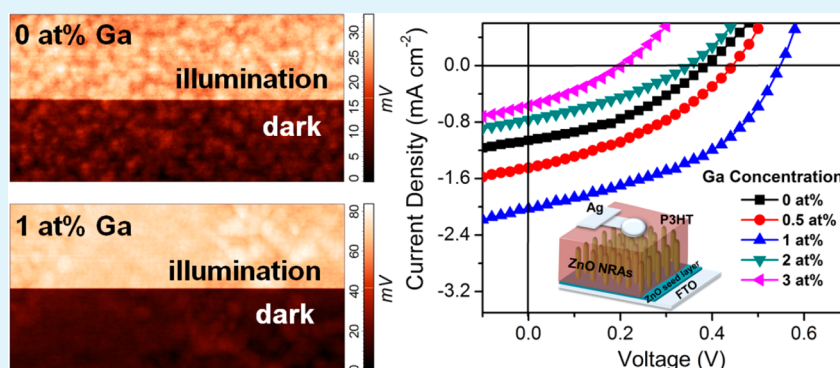 0 at% Ga
illumination
dark
30
25
20
15
10
5
0
mV
1 at% Ga
illumination
dark
80
60
40
20
0
mV
Current Density (mA cm-2)
0.0
-0.8
-1.6
-2.4
-3.2
0.0
0.2
0.4
0.6
Voltage (V)
Ga Concentration
0 at%
0.5 at%
1 at%
2 at%
3 at%
Ag
P3HT
ZnO NRAs
ZnO seed layer
FTO